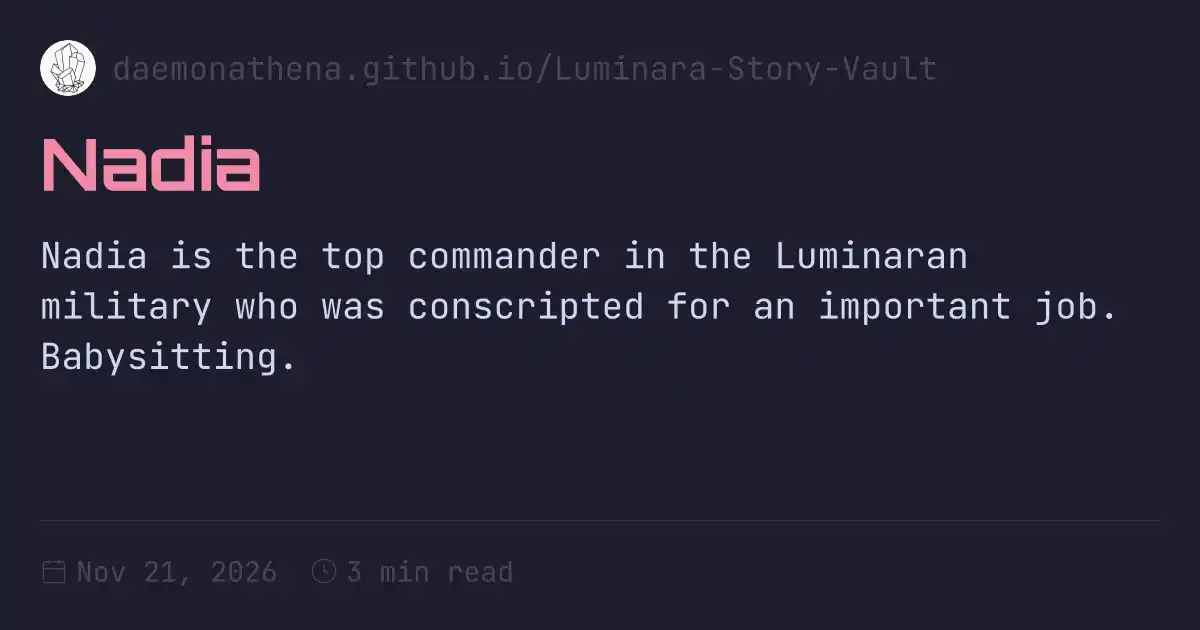 daemonathena.github.io/Luminara-Story-Vault
Nadia
Nadia is the top commander in the Luminaran
military who was conscripted for an important job.
Babysitting.
Nov 21, 2026 3 min read